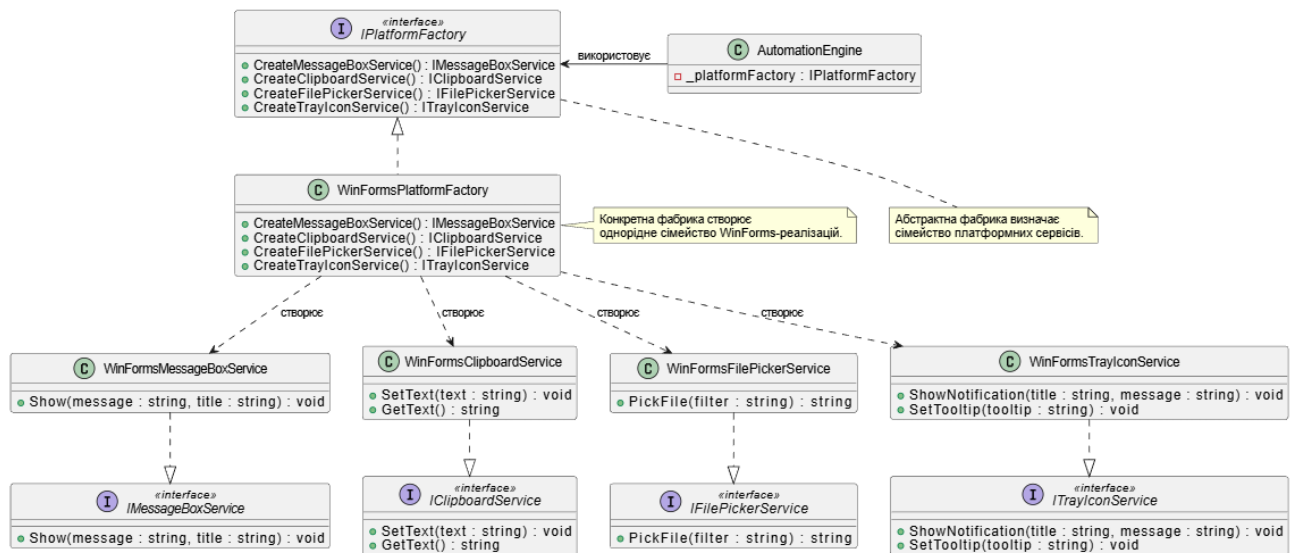 «interface»
IPlatformFactory
CreateMessageBoxService() : IMessageBoxService
CreateClipboardService() : IClipboardService
CreateFilePickerService() : IFilePickerService
CreateTrayIconService() : ITrayIconService
використовує
AutomationEngine
_platformFactory : IPlatformFactory
WinFormsPlatformFactory
CreateMessageBoxService() : IMessageBoxService
CreateClipboardService() : IClipboardService
CreateFilePickerService() : IFilePickerService
CreateTrayIconService() : ITrayIconService
Конкретна фабрика створює
однорідне сімейство WinForms-реалізацій.
Абстрактна фабрика визначає
сімейство платформних сервісів.
створює
створює
створює
створює
WinFormsMessageBoxService
Show(message : string, title : string) : void
WinFormsClipboardService
SetText(text : string) : void
GetText() : string
WinFormsFilePickerService
PickFile(filter : string) : string
WinFormsTrayIconService
ShowNotification(title : string, message : string) : void
SetTooltip(tooltip : string) : void
«interface»
IMessageBoxService
Show(message : string, title : string) : void
«interface»
IClipboardService
SetText(text : string) : void
GetText() : string
«interface»
IFilePickerService
PickFile(filter : string) : string
«interface»
ITrayIconService
ShowNotification(title : string, message : string) : void
SetTooltip(tooltip : string) : void